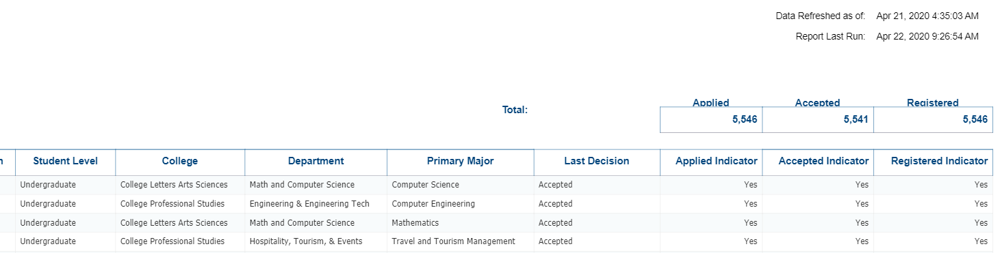 Data Refreshed as of: Apr 21, 2020 4:35:03 AM
Report Last Run: Apr 22, 2020 9:26:54 AM
Applied Accepted Registered
Total:
5,546 5,541 5,546
Student Level College Department Primary Major Last Decision Applied Indicator Accepted Indicator Registered Indicator
Undergraduate College Letters Arts Sciences Math and Computer Science Computer Science Accepted Yes Yes Yes
Undergraduate College Professional Studies Engineering & Engineering Tech Computer Engineering Accepted Yes Yes Yes
Undergraduate College Letters Arts Sciences Math and Computer Science Mathematics Accepted Yes Yes Yes
Undergraduate College Professional Studies Hospitality, Tourism, & Events Travel and Tourism Management Accepted Yes Yes Yes